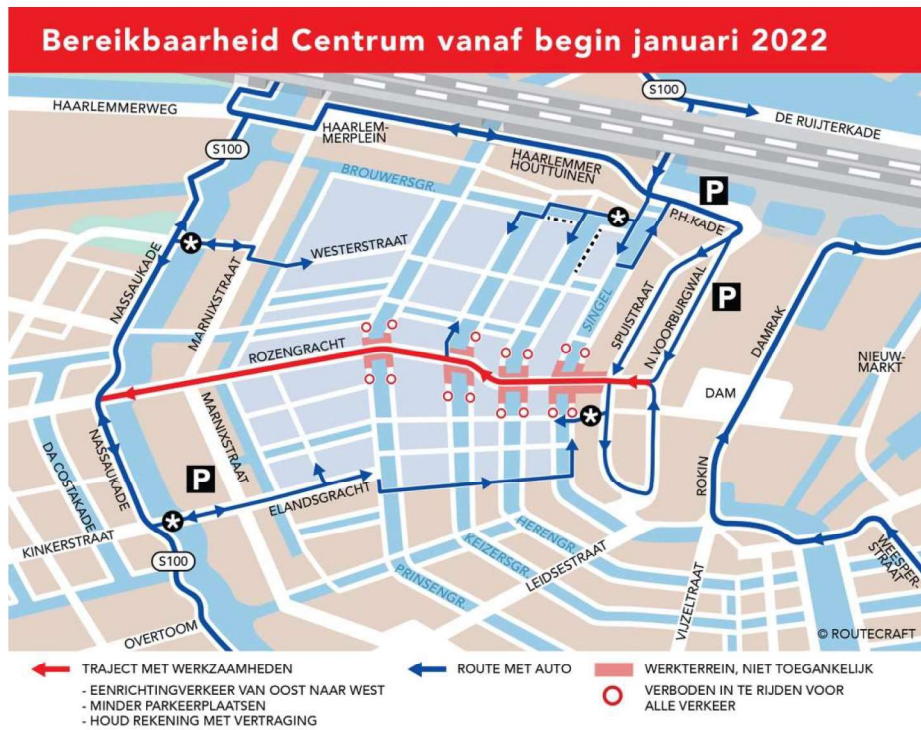 Bereikbaarheid Centrum vanaf begin januari 2022
S100
HAARLEMMERWEG
DE RUIJTERKADE
HAARLEM-
MERPLEIN
S100
HAARLEMMER
HOUTTUINEN
BROUWERSGR.
P
P.H.KADE
WESTERSTRAAT
NASSAUKADE
MARNIXSTRAAT
SINGEL
SPUISTRAAT
N.VOORBURGWAL
P
DAMRAK
NIEUW-
MARKT
ROZENGRACHT
DAM
MARNIXSTRAAT
NASSAUKADE
DA COSTAKADE
P
ELANDSGRACHT
ROKIN
KINKERSTRAAT
HERENGR.
KEIZERSGR.
LEIDSESTRAAT
PRINSENGR.
WEESPER-
STRAAT
S100
VIJZELTRAAT
OVERTOOM
© ROUTECRAFT
TRAJECT MET WERKZAAMHEDEN
- EENRICHTINGVERKEER VAN OOST NAAR WEST
- MINDER PARKEERPLAATSEN
- HOUD REKENING MET VERTRAGING
ROUTE MET AUTO
WERKTERREIN, NIET TOEGANKELIJK
VERBODEN IN TE RIJDEN VOOR
ALLE VERKEER